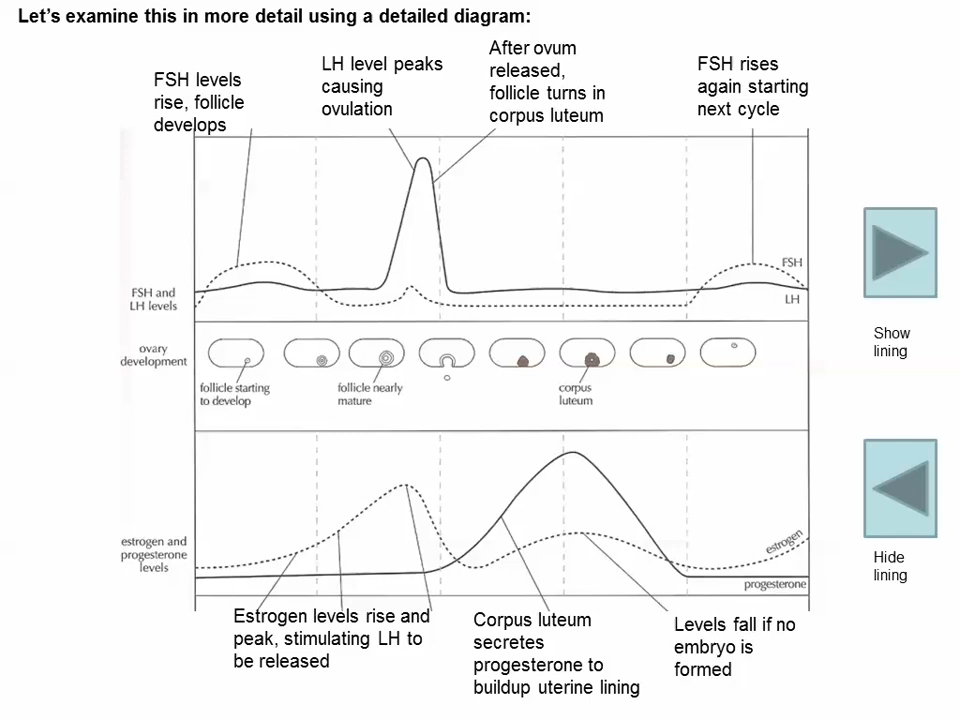 Let's examine this in more detail using a detailed diagram:
FSH levels
rise, follicle
develops
LH level peaks
causing
ovulation
After ovum
released,
follicle turns in
corpus luteum
FSH rises
again starting
next cycle
FSH and
LH levels
FSH
LH
Show
lining
ovary
development
follicle starting
to develop
follicle nearly
mature
corpus
luteum
estrogen and
progesterone
levels
estrogen
progesterone
Hide
lining
Estrogen levels rise and
peak, stimulating LH to
be released
Corpus luteum
secretes
progesterone to
buildup uterine lining
Levels fall if no
embryo is
formed